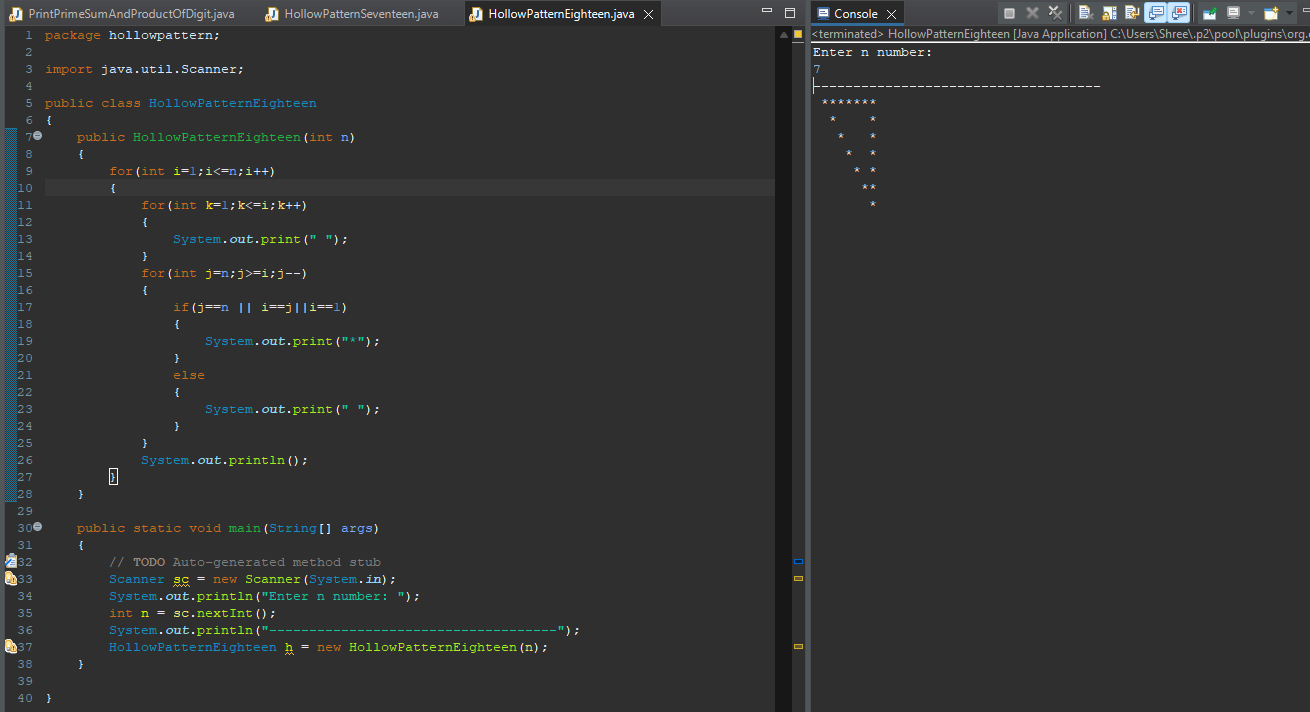 PrintPrimeSumAndProductOfDigit.java HollowPatternSeventeen.java HollowPatternEighteen.java
1 package hollowpattern;
2
3 import java.util.Scanner;
4
5 public class HollowPatternEighteen
6 {
7 public HollowPatternEighteen(int n)
8 {
9 for(int i=1;i<=n;i++)
10 {
11 for(int k=1;k<=i;k++)
12 {
13 System.out.print(" ");
14 }
15 for(int j=n;j>=i;j--)
16 {
17 if(j==n || i==j||i==1)
18 {
19 System.out.print("*");
20 }
21 else
22 {
23 System.out.print(" ");
24 }
25 }
26 System.out.println();
27 }
28 }
29
30 public static void main(String[] args)
31 {
32 // TODO Auto-generated method stub
33 Scanner sc = new Scanner(System.in);
34 System.out.println("Enter n number: ");
35 int n = sc.nextInt();
36 System.out.println("------------------------------------");
37 HollowPatternEighteen h = new HollowPatternEighteen(n);
38 }
39
40 }
Console
<terminated> HollowPatternEighteen [Java Application] C:\Users\Shree\.p2\pool\plugins\org.
Enter n number:
7
------------------------------------
 *******
  *    *
   *   *
    *  *
     * *
      **
       *